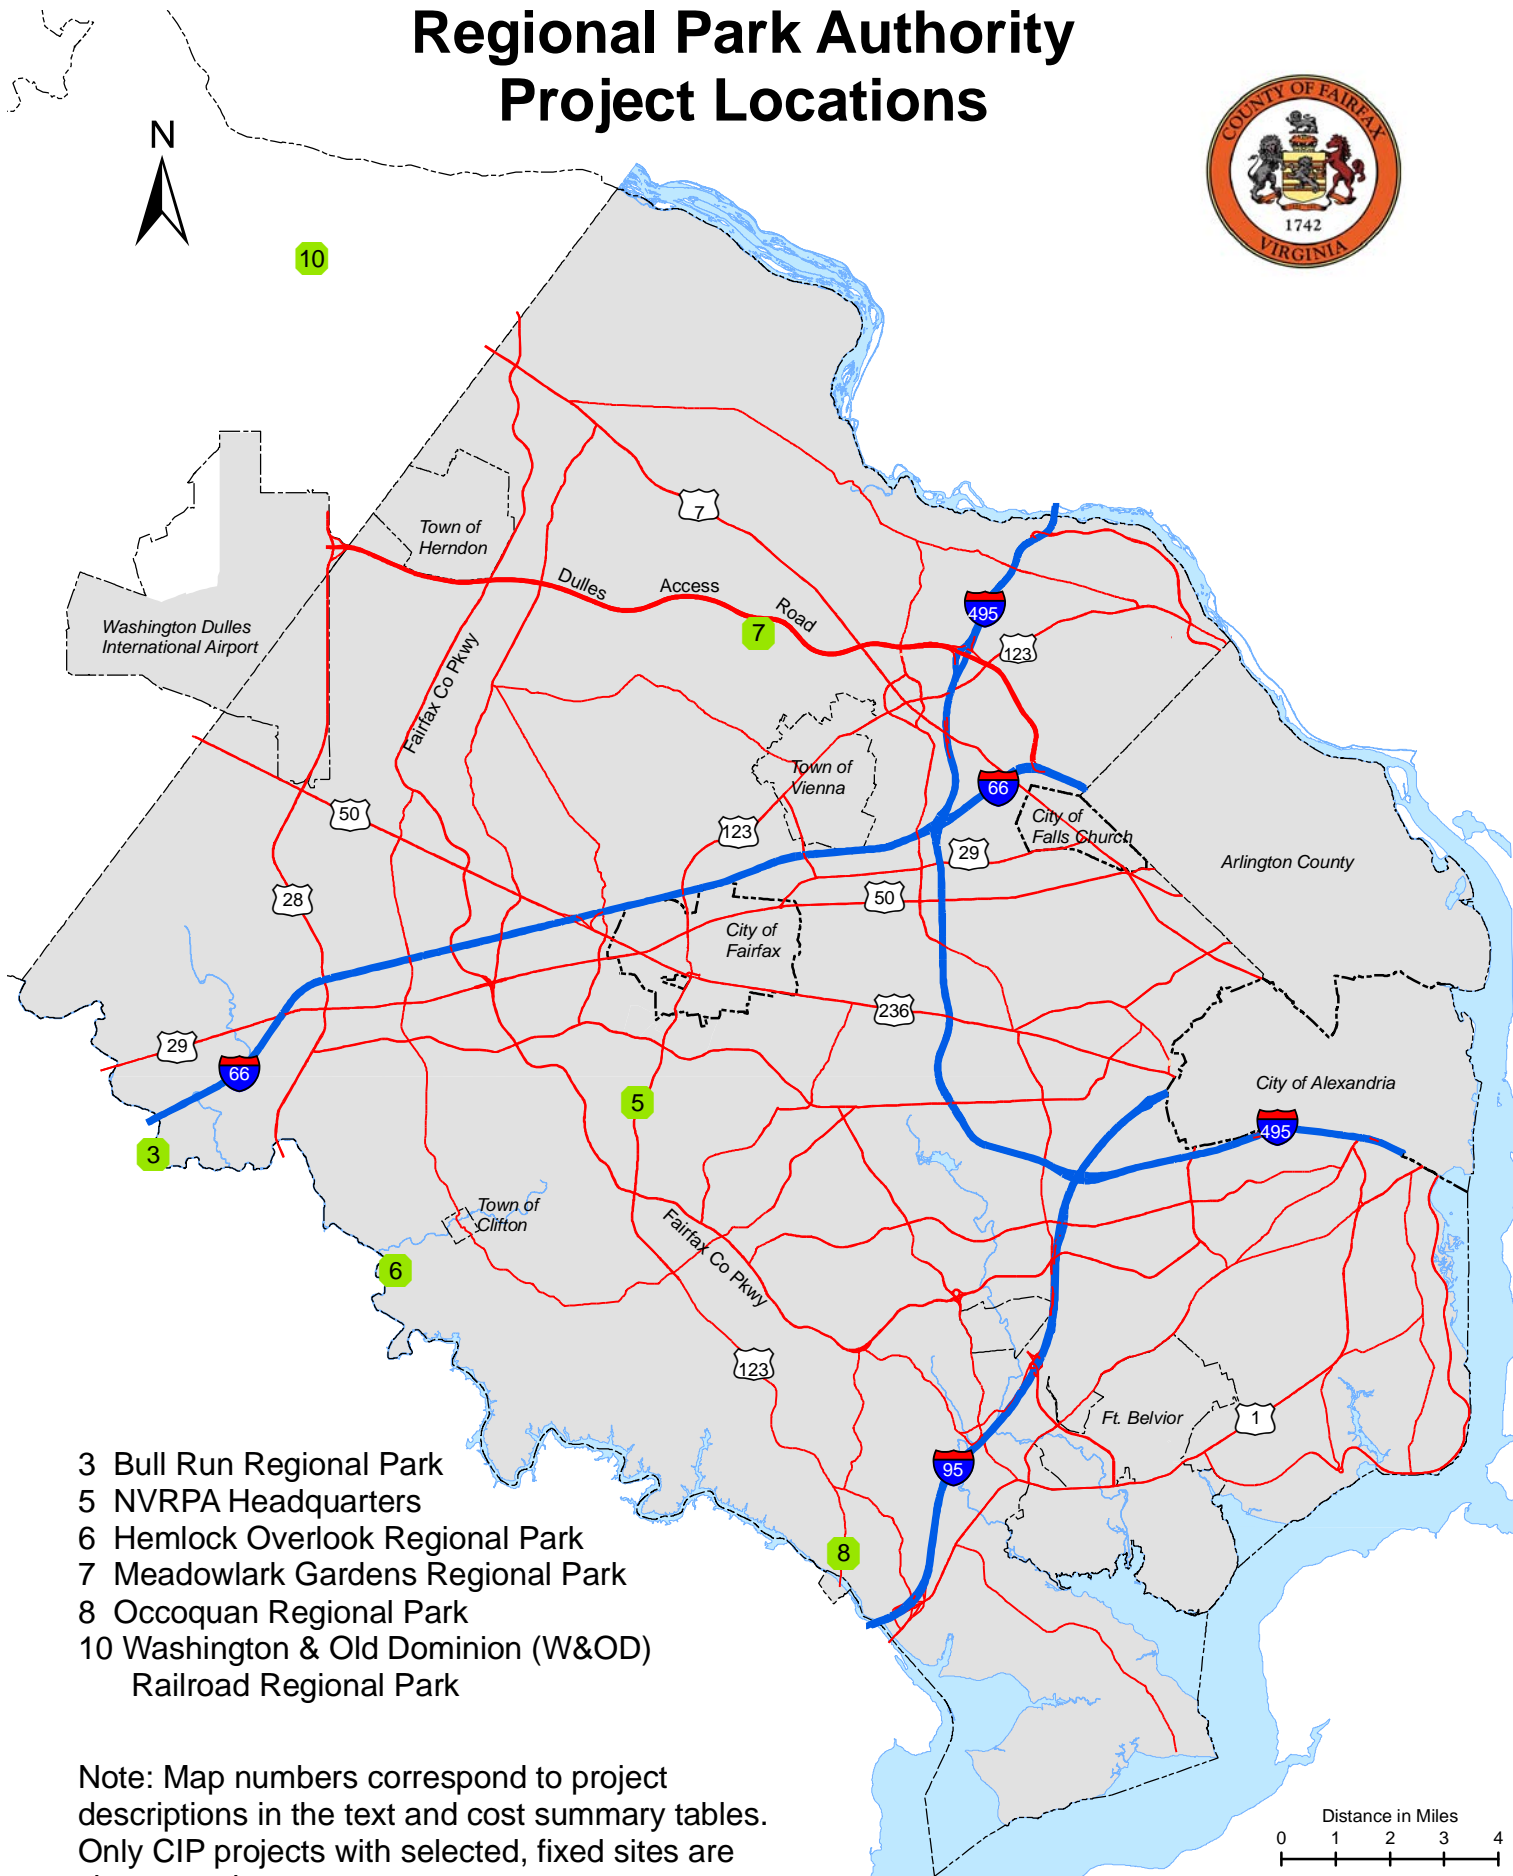 Regional Park Authority
Project Locations
N
COUNTY OF FAIRFAX
1742
VIRGINIA
10
Town of
Herndon
7
Dulles Access Road
495
7
123
Washington Dulles
International Airport
Fairfax Co Pkwy
Town of
Vienna
66
50
123
City of
Falls Church
29
Arlington County
28
50
City of
Fairfax
236
29
66
City of Alexandria
5
495
3
Town of
Clifton
Fairfax Co Pkwy
6
123
Ft. Belvior
1
95
8
3 Bull Run Regional Park
5 NVRPA Headquarters
6 Hemlock Overlook Regional Park
7 Meadowlark Gardens Regional Park
8 Occoquan Regional Park
10 Washington & Old Dominion (W&OD)
Railroad Regional Park
Note: Map numbers correspond to project
descriptions in the text and cost summary tables.
Only CIP projects with selected, fixed sites are
Distance in Miles
0 1 2 3 4